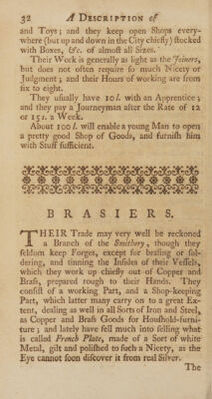 32 A DESCRIPTION of
and Toys; and they keep open Shops every-
where (but up and down in the City chiefly) stocked
with Boxes, &c. of almost all Sizes.
Their Work is generally as light as the Joiners,
but does not often require so much Nicety or
Judgment; and their Hours of working are from
six to eight.
They usually have 10 l. with an Apprentice;
and they pay a Journeyman after the Rate of 12
or 15 s. a Week.
About 100 l. will enable a young Man to open
a pretty good Shop of Goods, and furnish him
with Stuff sufficient.
BRASIERS.
THEIR Trade may very well be reckoned
a Branch of the Smithery, though they
seldom keep Forges, except for brasing or sol-
dering, and tinning the Insides of their Vessels,
which they work up chiefly out of Copper and
Brass, prepared rough to their Hands. They
consist of a working Part, and a Shop-keeping
Part, which latter many carry on to a great Ex-
tent, dealing as well in all Sorts of Iron and Steel,
as Copper and Brass Goods for Houshold-furni-
ture; and lately have fell much into selling what
is called French Plate, made of a Sort of white
Metal, gilt and polished to such a Nicety, as the
Eye cannot soon discover it from real Silver.
The